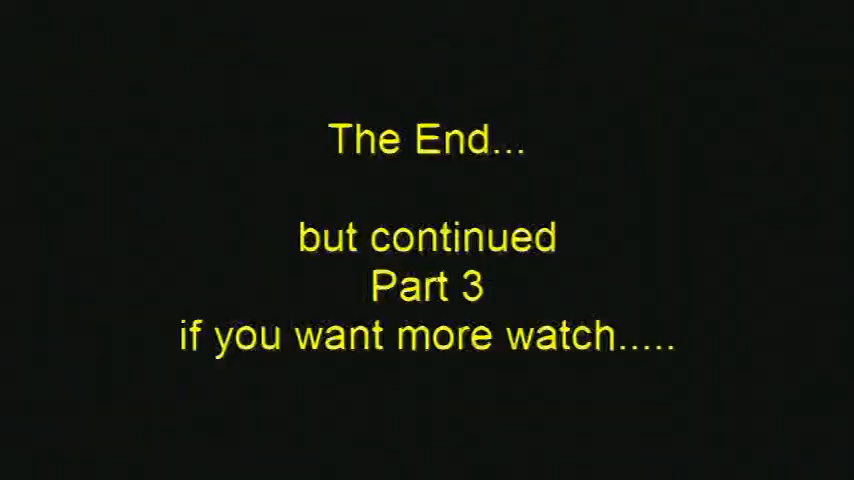 The End...
but continued
Part 3
if you want more watch.....